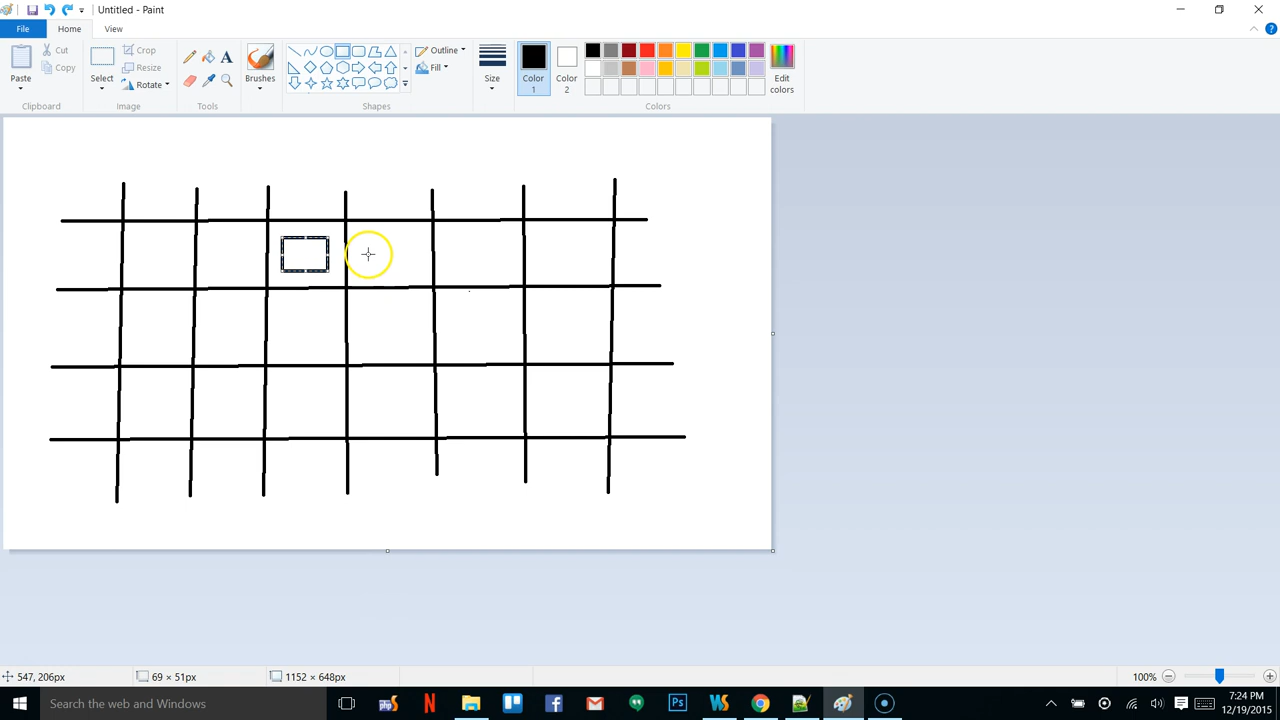 Untitled - Paint
File
Home
View
Paste
Cut
Copy
Clipboard
Select
Crop
Resize
Rotate
Image
A
Tools
Brushes
Outline
Fill
Shapes
Size
Color 1
Color 2
Edit colors
Colors
547, 206px
69 × 51px
1152 × 648px
100%
Search the web and Windows
7:24 PM
12/19/2015